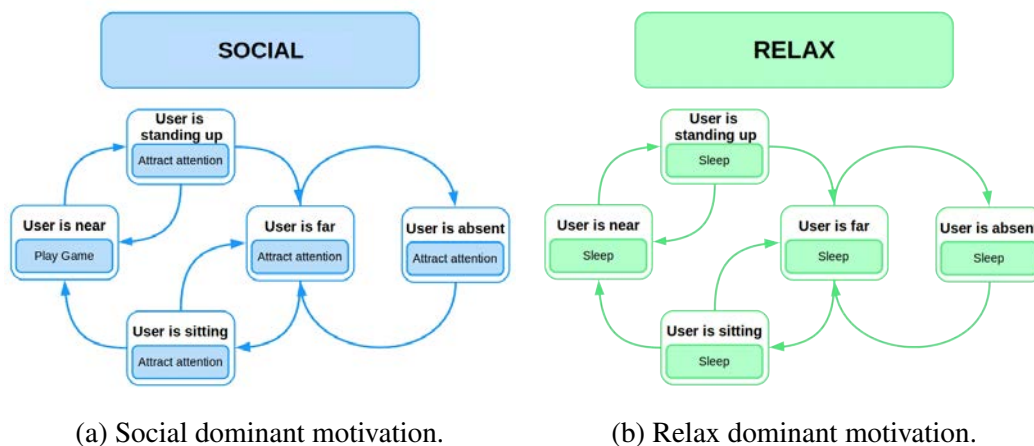 SOCIAL
User is
standing up
Attract attention
User is near
Play Game
User is far
Attract attention
User is absent
Attract attention
User is sitting
Attract attention
(a) Social dominant motivation.
RELAX
User is
standing up
Sleep
User is near
Sleep
User is far
Sleep
User is absent
Sleep
User is sitting
Sleep
(b) Relax dominant motivation.